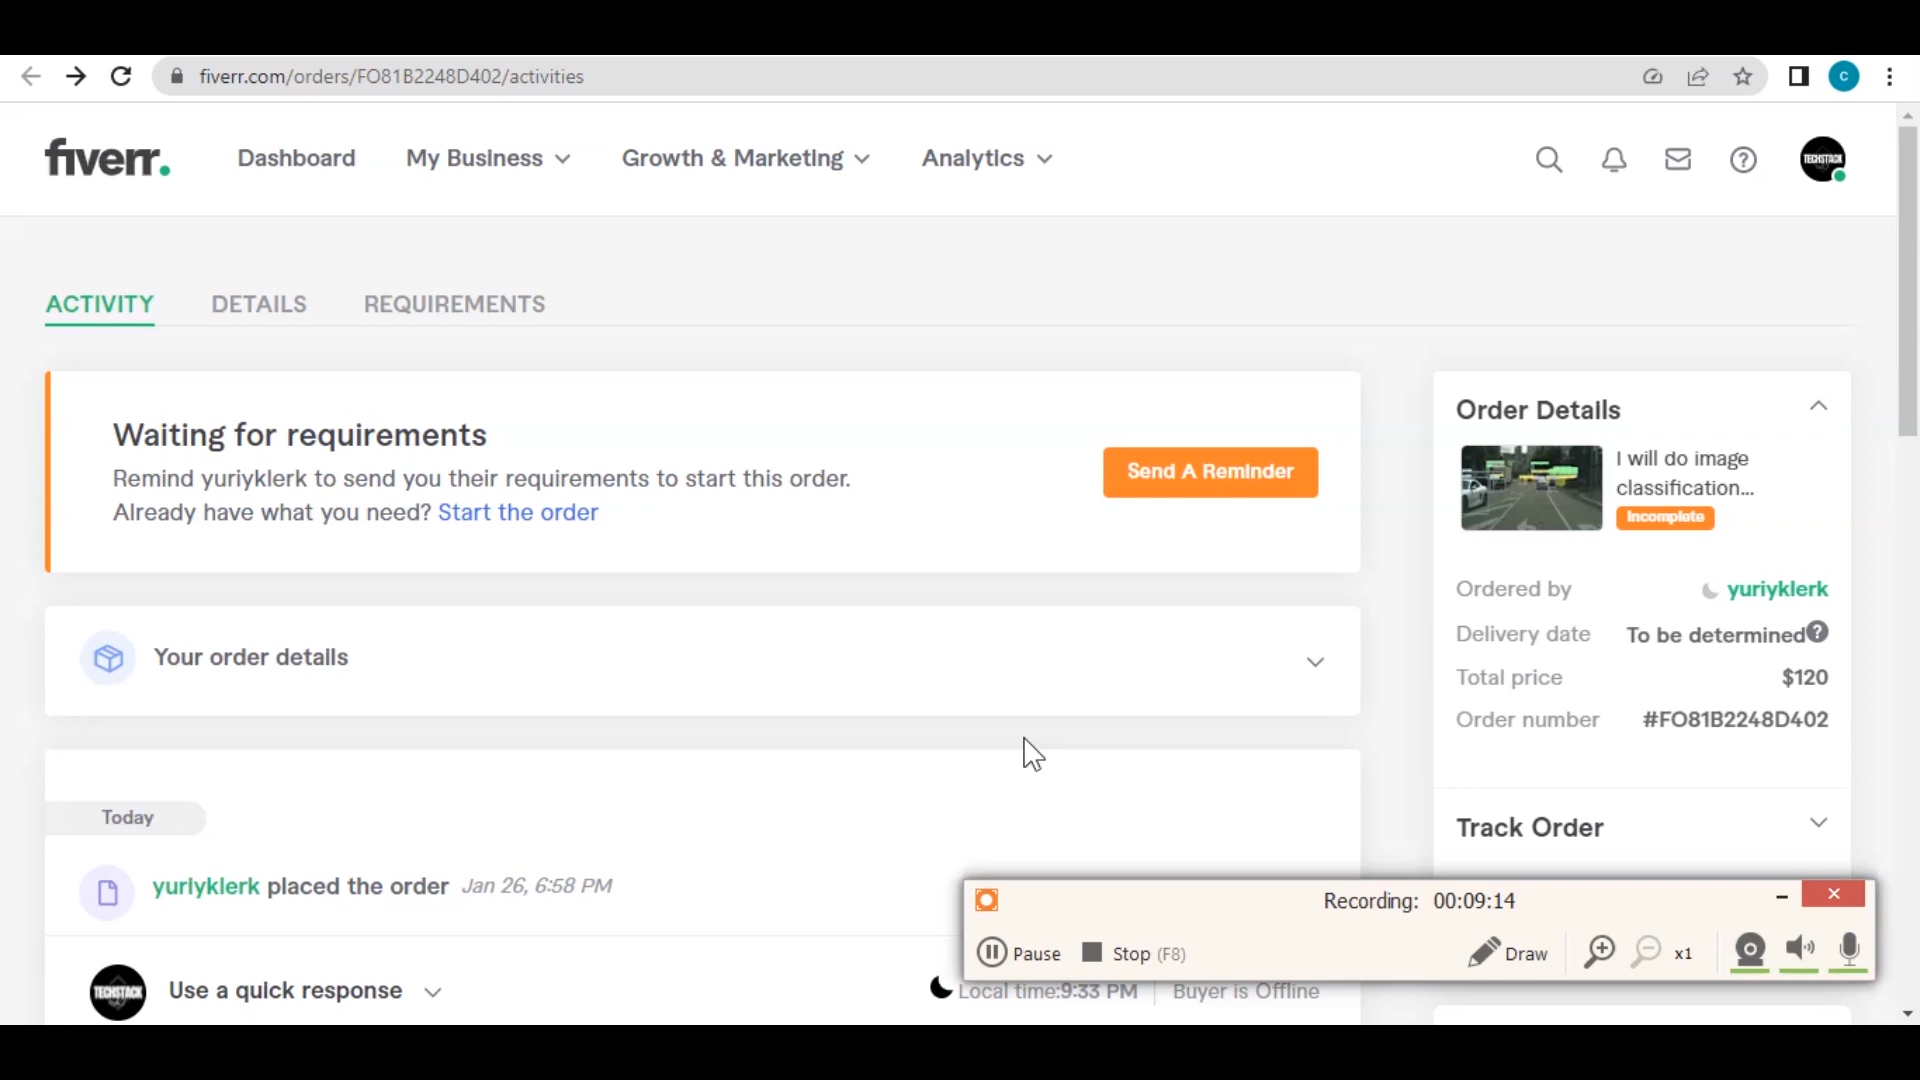 fiverr.com/orders/FO81B2248D402/activities
C
fiverr.
Dashboard
My Business
Growth & Marketing
Analytics
TECHSTACK
ACTIVITY
DETAILS
REQUIREMENTS
Waiting for requirements
Remind yuriyklerk to send you their requirements to start this order.
Already have what you need? Start the order
Send A Reminder
Order Details
I will do image
classification...
Incomplete
Ordered by yuriyklerk
Delivery date To be determined
Total price $120
Order number #FO81B2248D402
Your order details
Track Order
Today
yuriyklerk placed the order Jan 26, 6:58 PM
Recording: 00:09:14
Pause
Stop (F8)
Draw
x1
TECHSTACK
Use a quick response
Local time:9:33 PM
Buyer is Offline